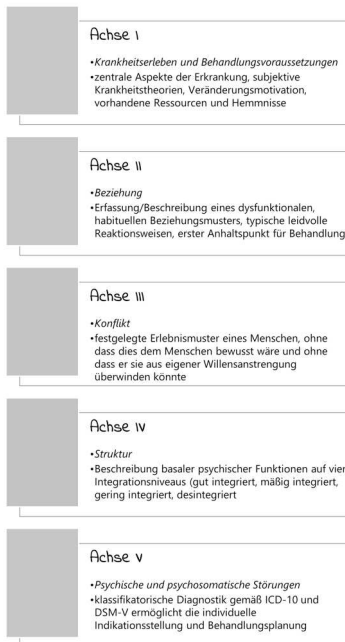 Achse I
•Krankheitserleben und Behandlungsvoraussetzungen
•zentrale Aspekte der Erkrankung, subjektive
Krankheitstheorien, Veränderungsmotivation,
vorhandene Ressourcen und Hemmnisse
Achse II
•Beziehung
•Erfassung/Beschreibung eines dysfunktionalen,
habituellen Beziehungsmusters, typische leidvolle
Reaktionsweisen, erster Anhaltspunkt für Behandlung
Achse III
•Konflikt
•festgelegte Erlebnismuster eines Menschen, ohne
dass dies dem Menschen bewusst wäre und ohne
dass er sie aus eigener Willensanstrengung
überwinden könnte
Achse IV
•Struktur
•Beschreibung basaler psychischer Funktionen auf vier
Integrationsniveaus (gut integriert, mäßig integriert,
gering integriert, desintegriert
Achse V
•Psychische und psychosomatische Störungen
•klassifikatorische Diagnostik gemäß ICD-10 und
DSM-V ermöglicht die individuelle
Indikationsstellung und Behandlungsplanung